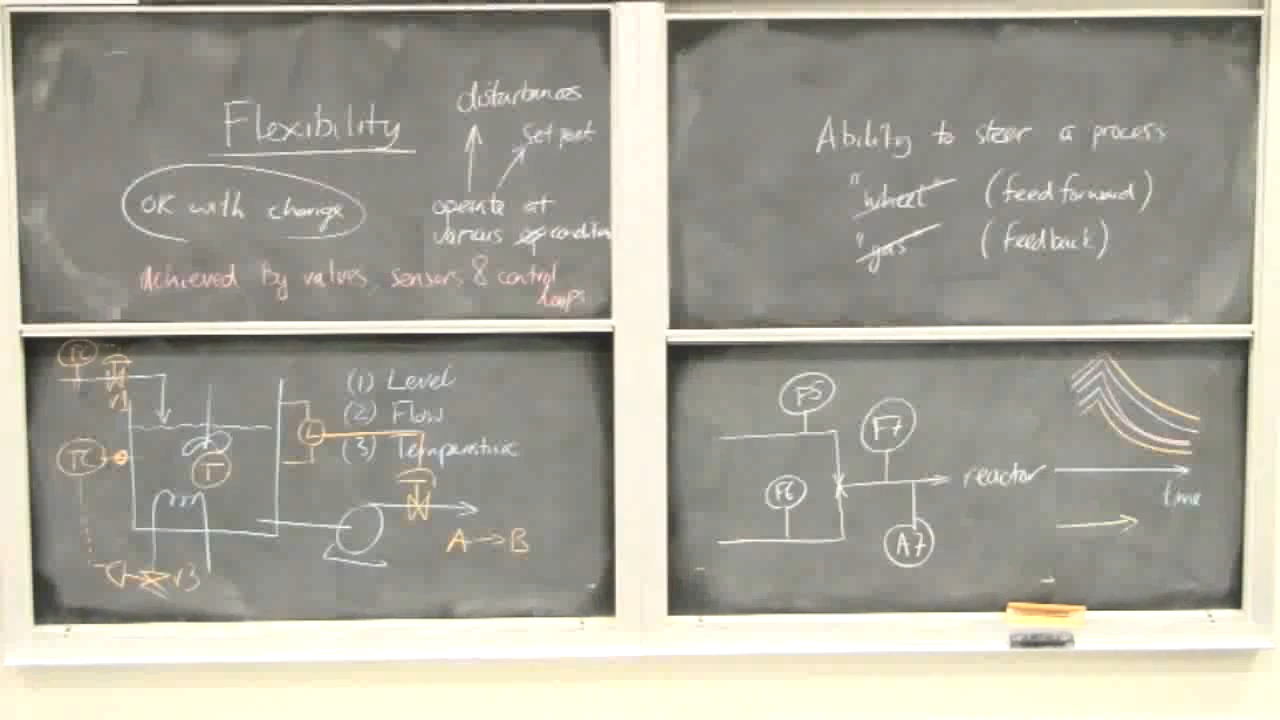 Flexibility
OK with change
disturbances
set point
operate at
various op condition
achieved by valves, sensors & control
loops
Ability to steer a process
"wheel" (feed forward)
"gas" (feedback)
V1
(1) Level
(2) Flow
(3) Temperature
TC
L
T
V3
A → B
F5
F6
F7
A7
reactor
time